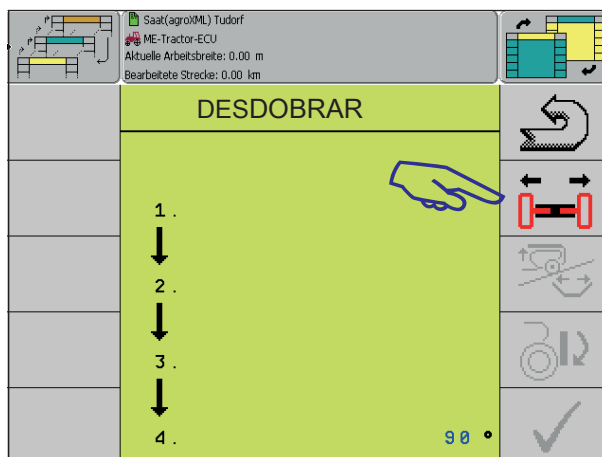 Saat(agroXML) Tudorf
ME-Tractor-ECU
Aktuelle Arbeitsbreite: 0.00 m
Bearbeitete Strecke: 0.00 km
DESDOBRAR
1.
2.
3.
4. 90 °